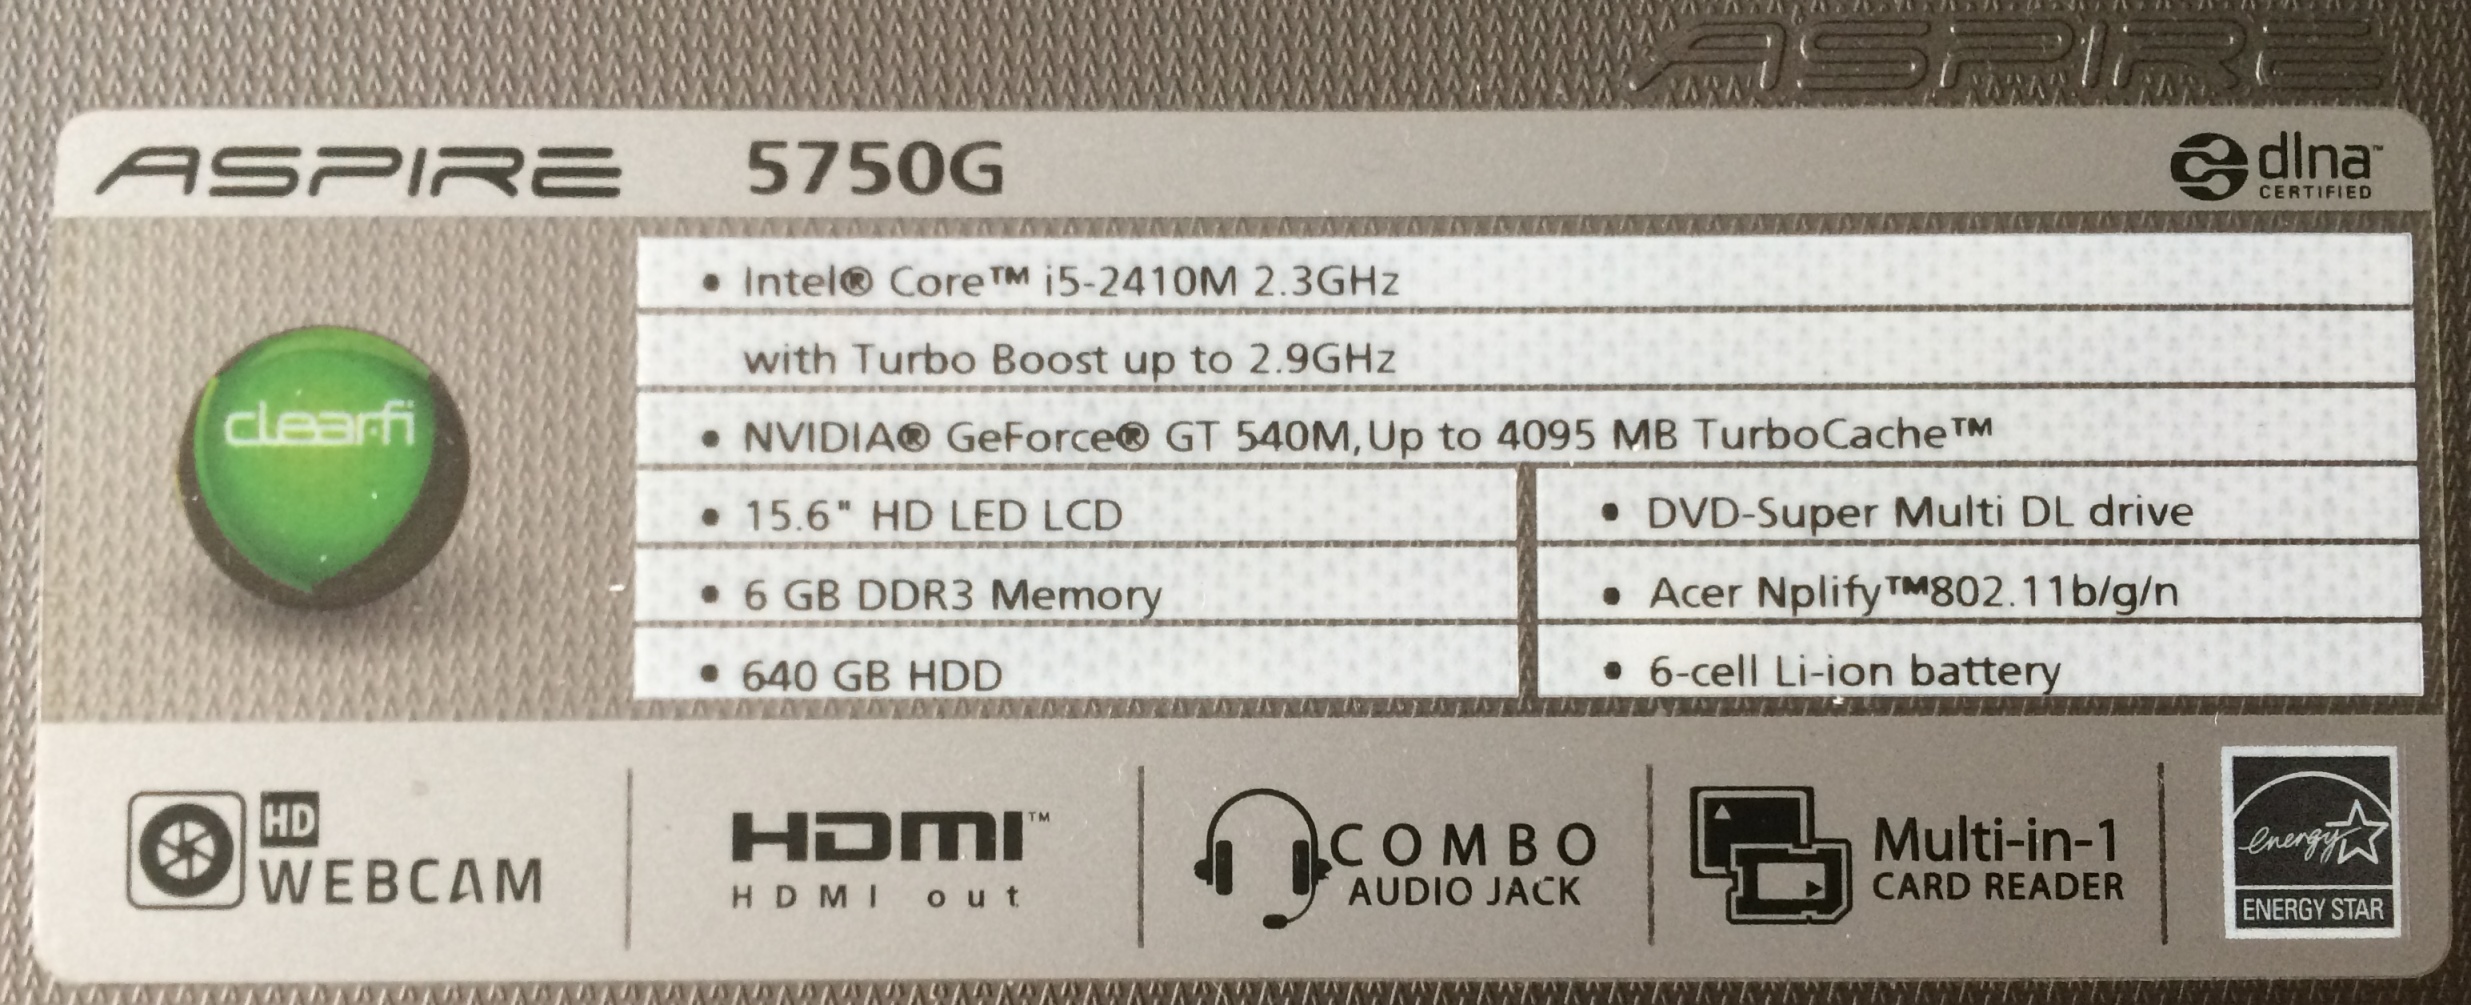 ASPIRE
ASPIRE 5750G dlna™ CERTIFIED
clear.fi
• Intel® Core™ i5-2410M 2.3GHz
with Turbo Boost up to 2.9GHz
• NVIDIA® GeForce® GT 540M,Up to 4095 MB TurboCache™
• 15.6" HD LED LCD
• DVD-Super Multi DL drive
• 6 GB DDR3 Memory
• Acer Nplify™802.11b/g/n
• 640 GB HDD
• 6-cell Li-ion battery
HD
WEBCAM
HDMI™
HDMI out
COMBO
AUDIO JACK
Multi-in-1
CARD READER
energy
ENERGY STAR